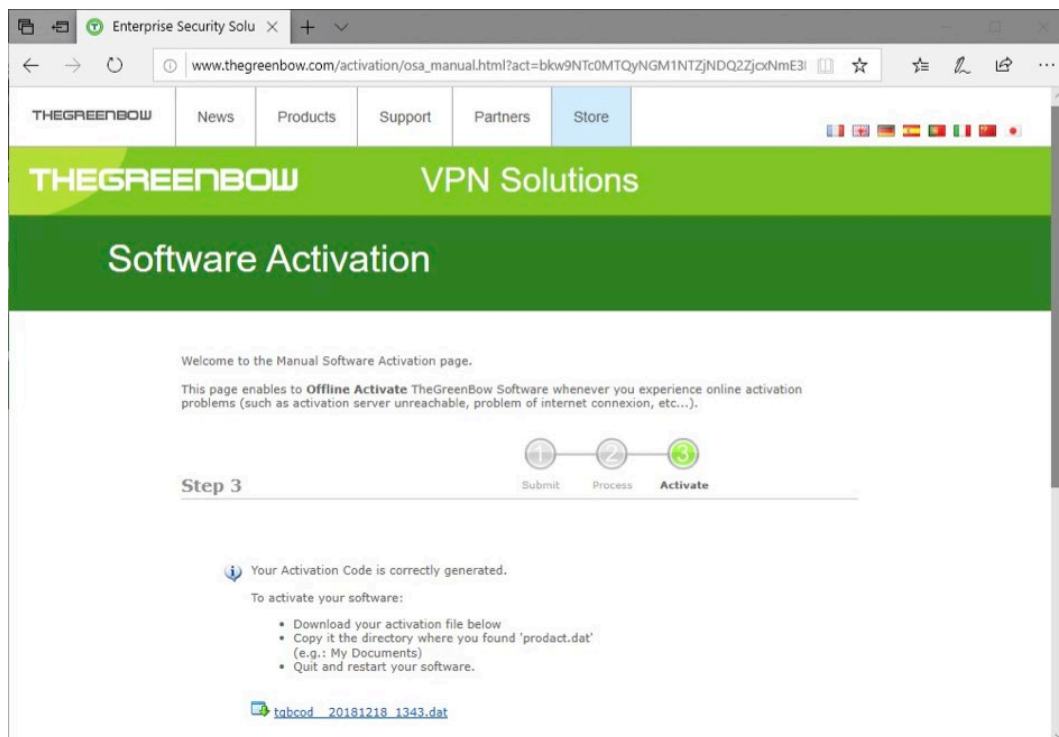 Enterprise Security Solu
www.thegreenbow.com/activation/osa_manual.html?act=bkw9NTc0MTQyNGM1NTZjNDQ2ZjcxNmE3
THEGREENBOW News Products Support Partners Store
THEGREENBOW VPN Solutions
Software Activation
Welcome to the Manual Software Activation page.
This page enables to Offline Activate TheGreenBow Software whenever you experience online activation
problems (such as activation server unreachable, problem of internet connexion, etc...).
1 2 3
Step 3 Submit Process Activate
Your Activation Code is correctly generated.
To activate your software:
• Download your activation file below
• Copy it the directory where you found 'prodact.dat'
(e.g.: My Documents)
• Quit and restart your software.
tgbcod__20181218_1343.dat